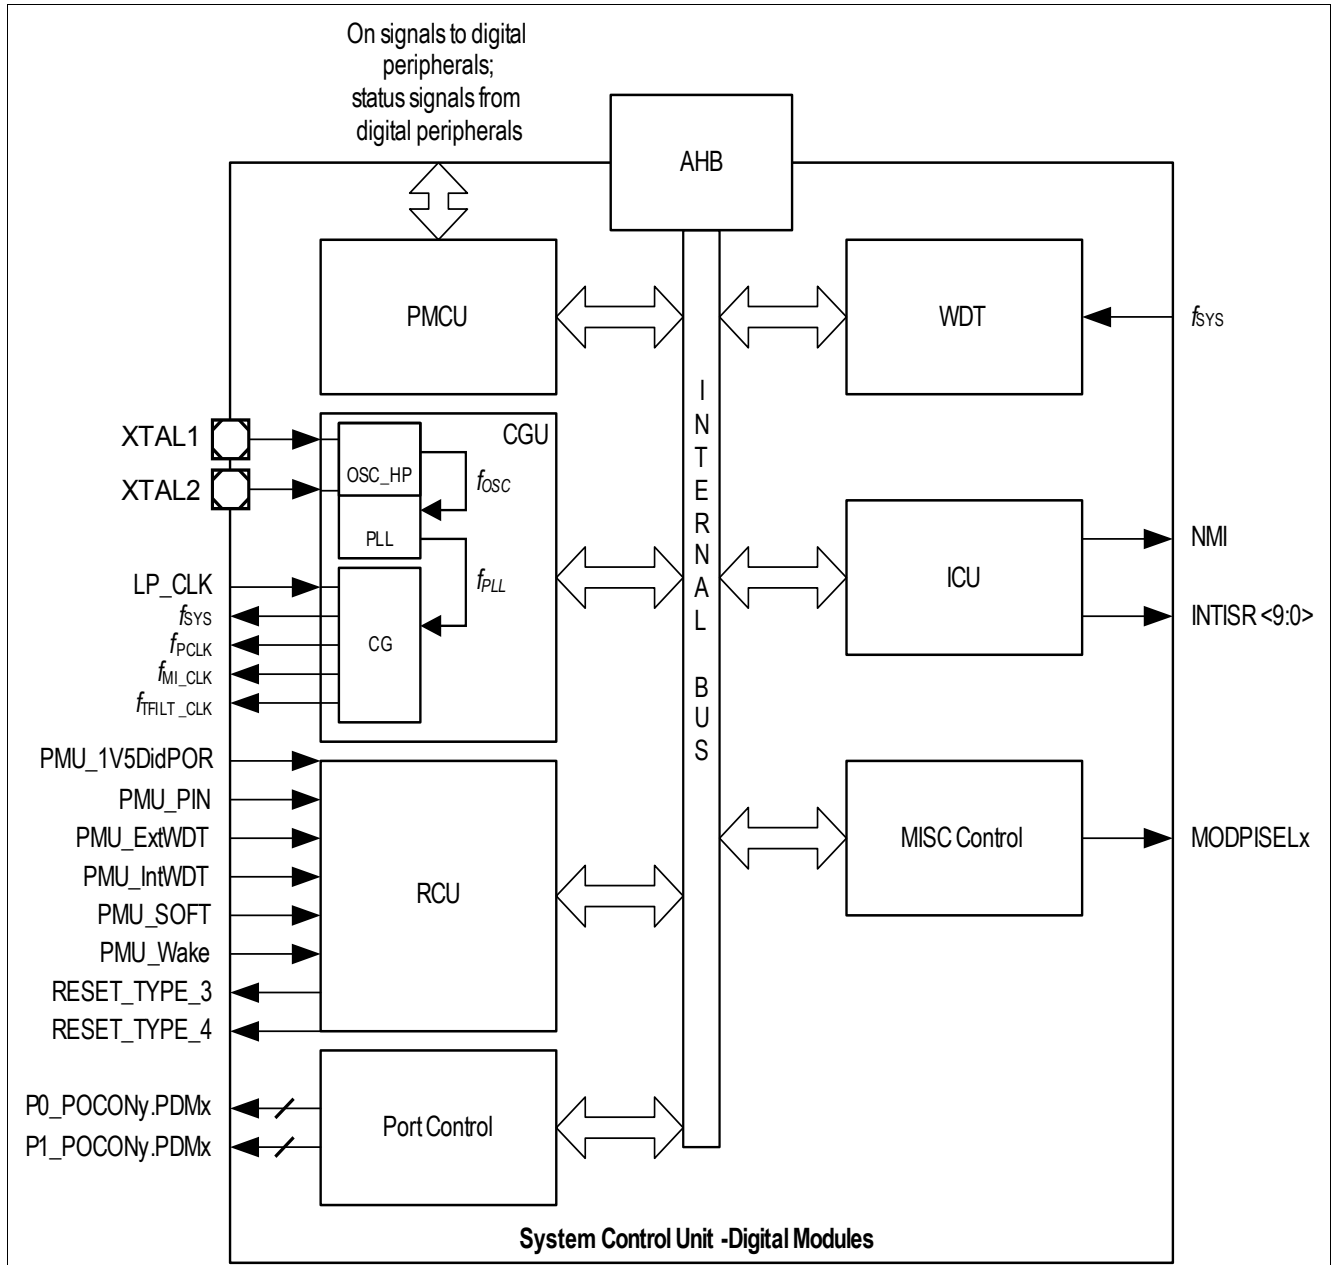 On signals to digital
peripherals;
status signals from
digital peripherals
AHB
PMCU
WDT
fSYS
XTAL1
XTAL2
CGU
OSC_HP
fOSC
PLL
fPLL
LP_CLK
fSYS
fPCLK
fMI_CLK
fTFILT_CLK
CG
INTERNAL BUS
ICU
NMI
INTISR <9:0>
PMU_1V5DidPOR
PMU_PIN
PMU_ExtWDT
PMU_IntWDT
PMU_SOFT
PMU_Wake
RESET_TYPE_3
RESET_TYPE_4
RCU
MISC Control
MODPISELx
P0_POCONy.PDMx
P1_POCONy.PDMx
Port Control
System Control Unit -Digital Modules